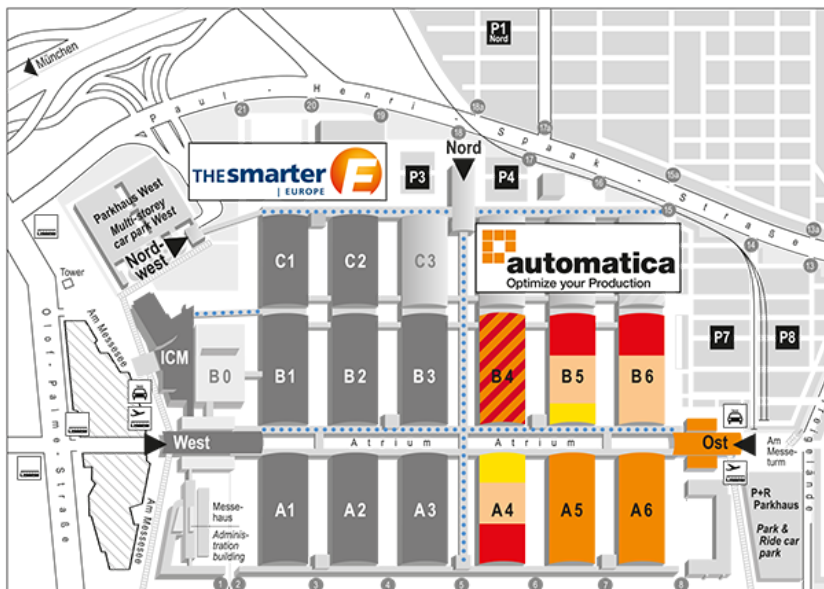 P1
Nord
München
Paul-Henri-Spaak-Straße
21
20
19
18
18a
17
17a
16
15a
15
14
13a
13
THE smarter
E
| EUROPE
P3
Nord
P4
Parkhaus West
Multi-storey
car park West
Nord-
west
Tower
automatica
Optimize your Production
C1
C2
C3
Am Messesee
Olof-Palme-Straße
ICM
B0
B1
B2
B3
B4
B5
B6
P7
P8
West
Atrium
Atrium
Ost
Am
Messe-
turm
Freigelände
Am Messesee
Messe-
haus
Adminis-
tration
building
A1
A2
A3
A4
A5
A6
P+R
Parkhaus
Park &
Ride car
park
1
2
3
4
5
6
7
8